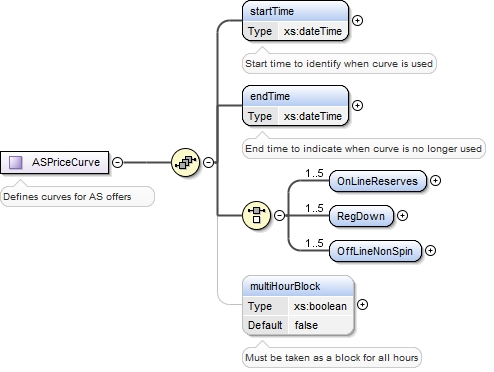 startTime
Type xs:dateTime
Start time to identify when curve is used
endTime
Type xs:dateTime
End time to indicate when curve is no longer used
ASPriceCurve
Defines curves for AS offers
1..5
OnLineReserves
1..5
RegDown
1..5
OffLineNonSpin
multiHourBlock
Type xs:boolean
Default false
Must be taken as a block for all hours